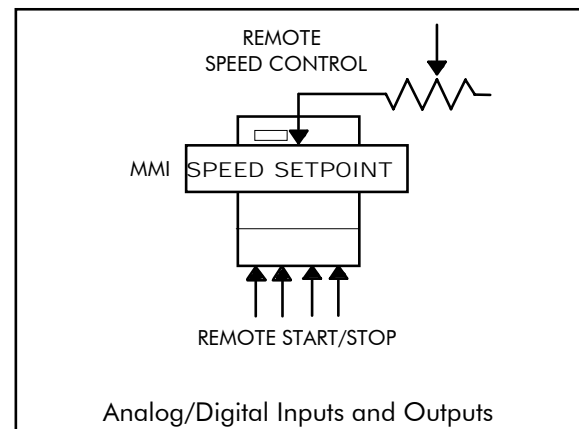 REMOTE
SPEED CONTROL
MMI SPEED SETPOINT
REMOTE START/STOP
Analog/Digital Inputs and Outputs